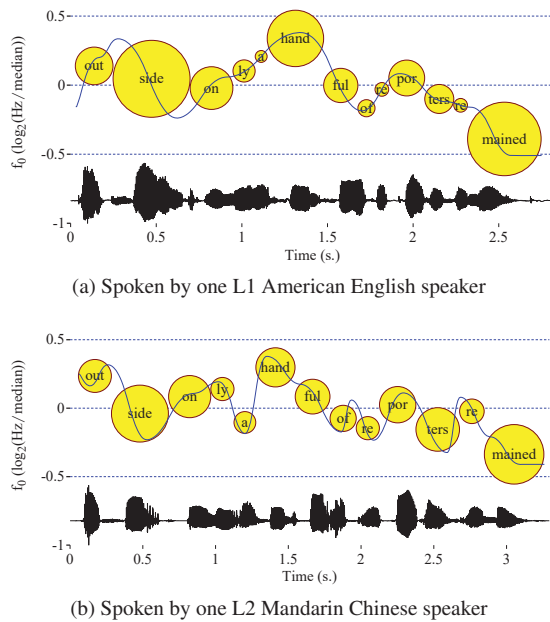 0.5
out
side
on
ly
a
hand
ful
of
re
por
ters
re
mained
0
-0.5
-1
f0 (log2(Hz/median))
0 0.5 1 1.5 2 2.5
Time (s.)
(a) Spoken by one L1 American English speaker
0.5
out
side
on
ly
a
hand
ful
of
re
por
ters
re
mained
0
-0.5
-1
f0 (log2(Hz/median))
0 0.5 1 1.5 2 2.5 3
Time (s.)
(b) Spoken by one L2 Mandarin Chinese speaker